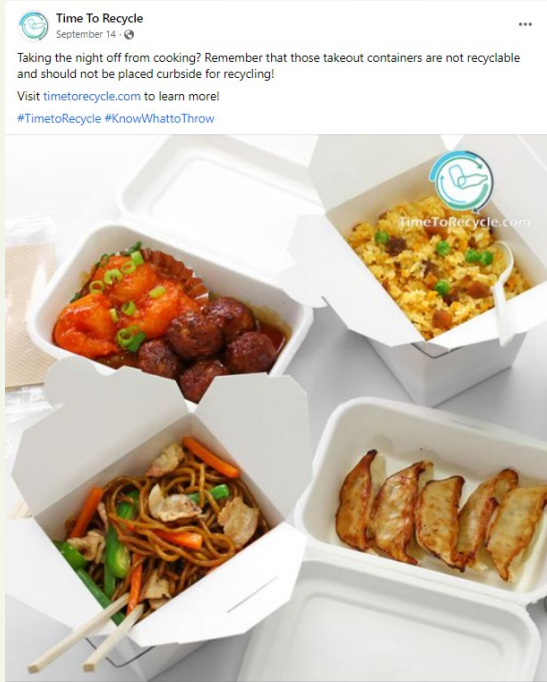 Time To Recycle
September 14 ·
Taking the night off from cooking? Remember that those takeout containers are not recyclable
and should not be placed curbside for recycling!
Visit timetorecycle.com to learn more!
#TimetoRecycle #KnowWhattoThrow
TimeToRecycle.com